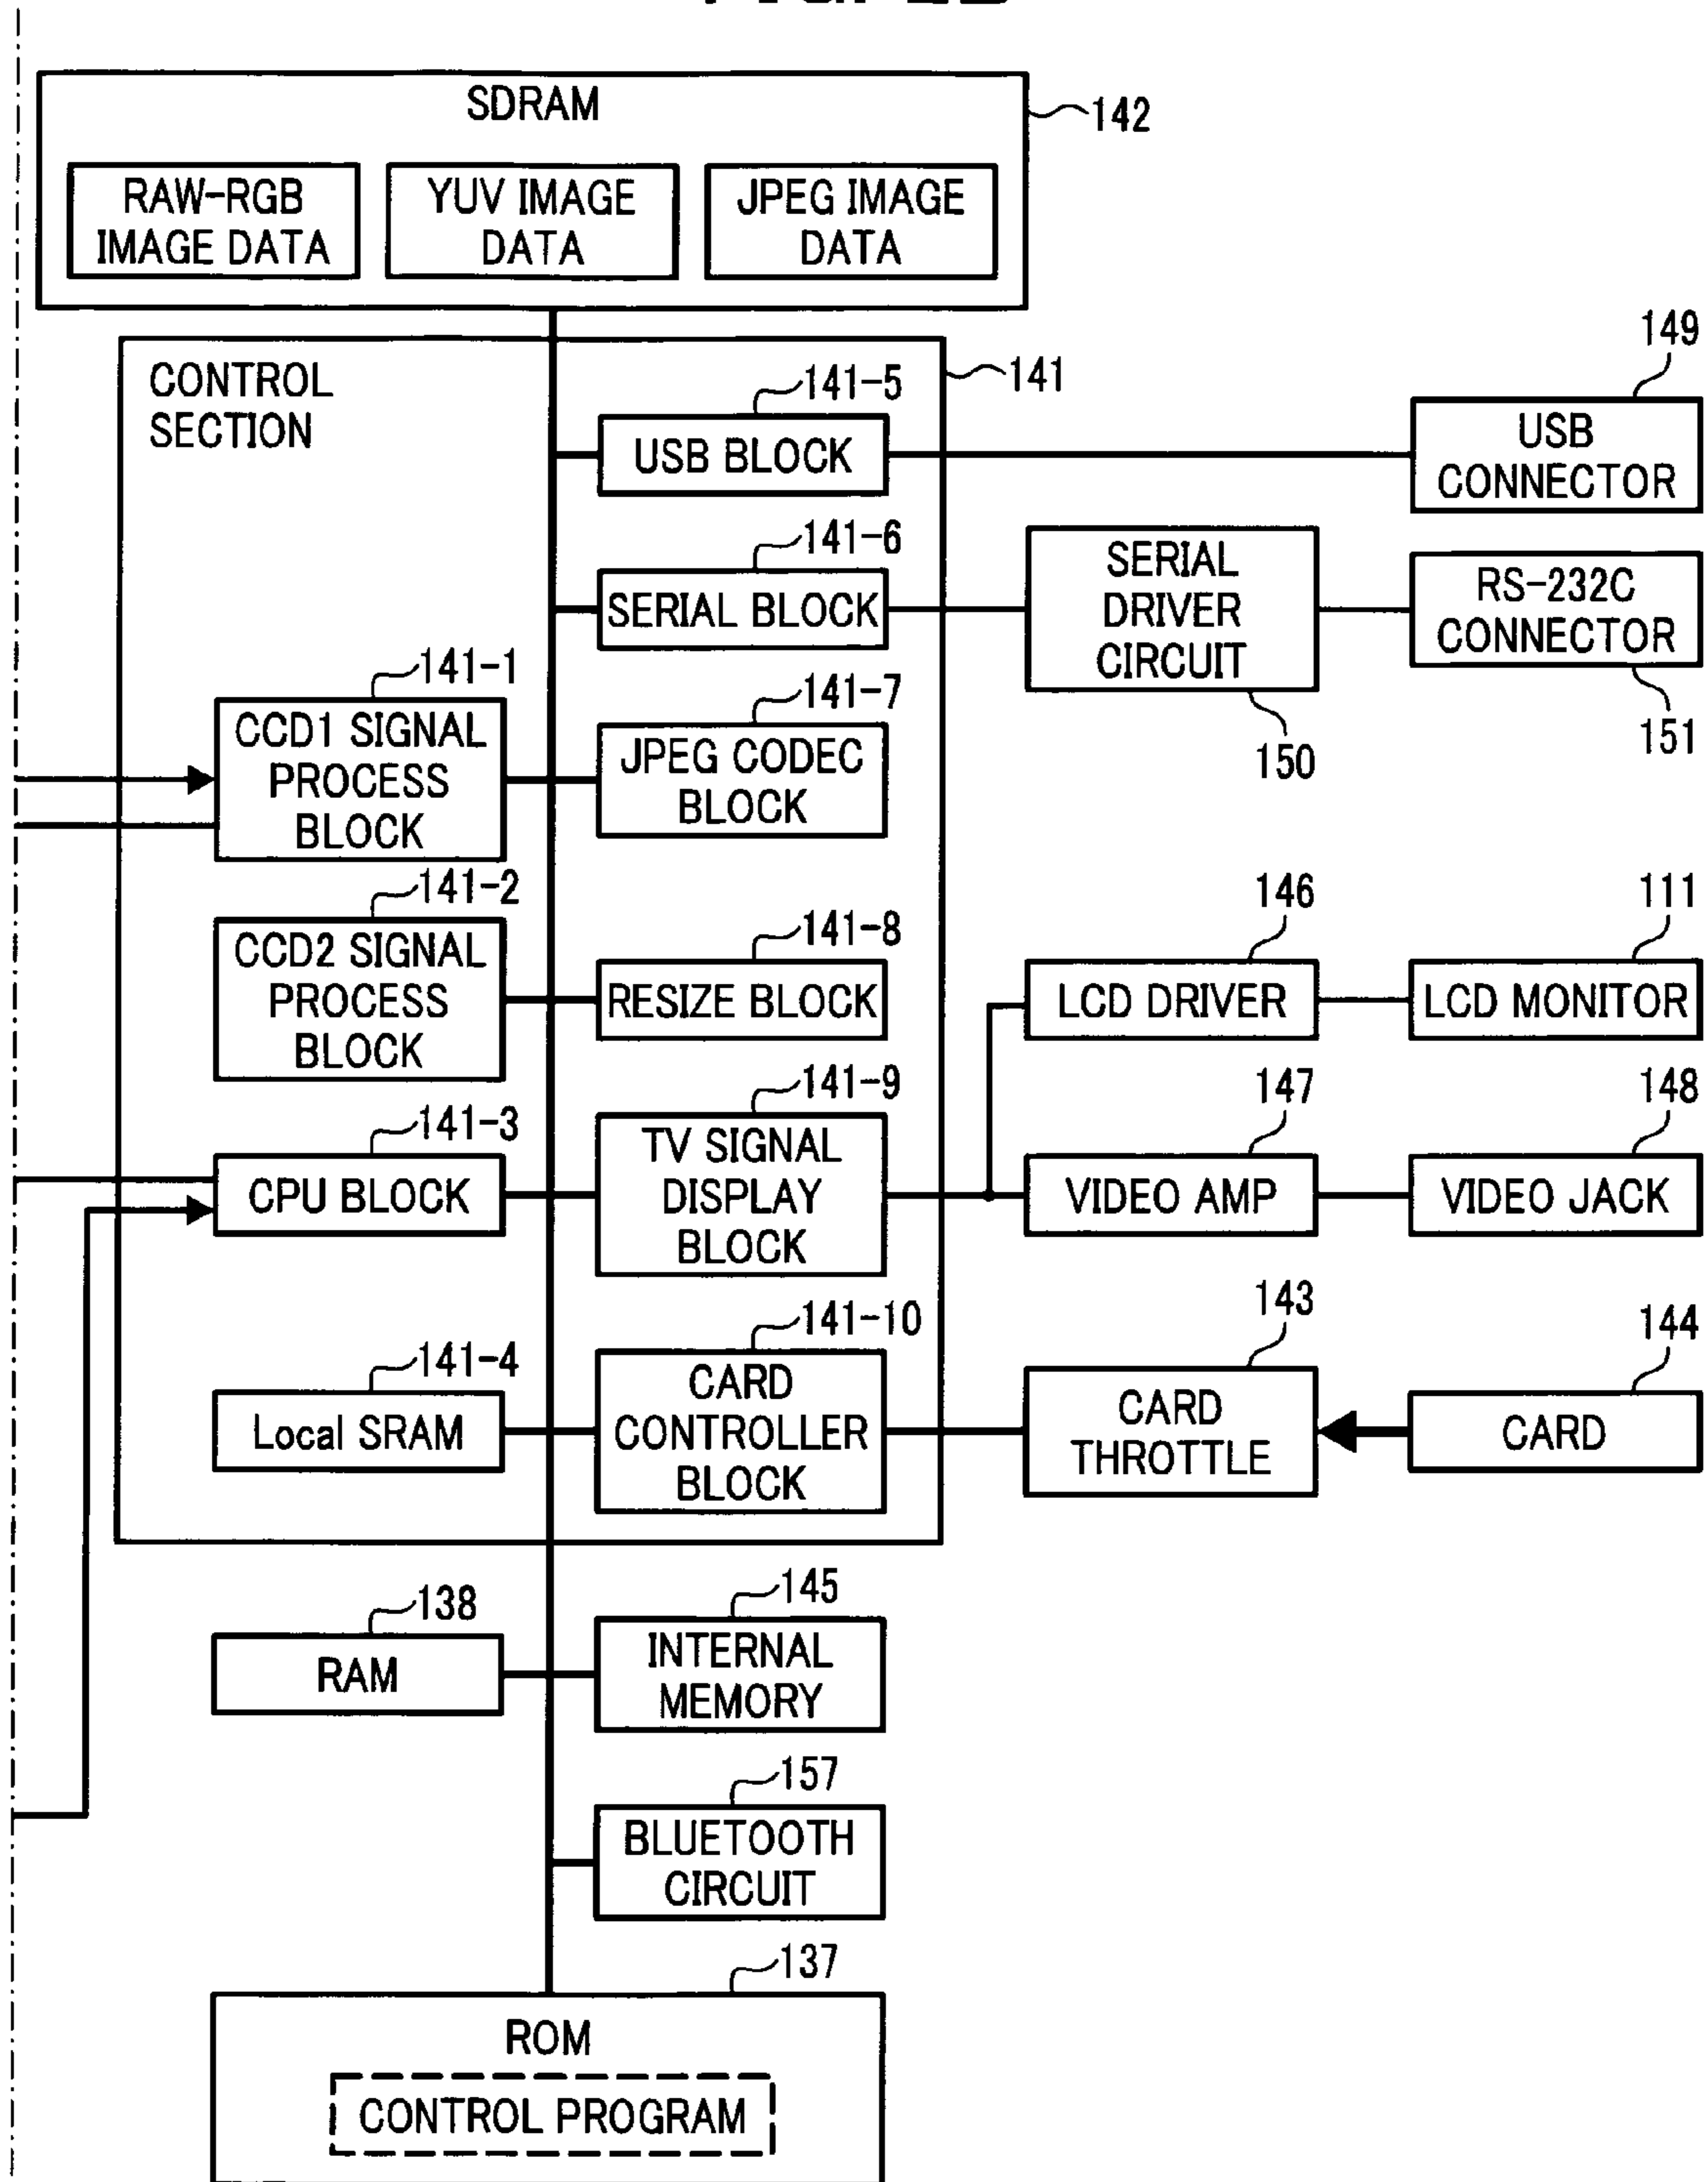 SDRAM
142
RAW-RGB
IMAGE DATA
YUV IMAGE
DATA
JPEG IMAGE
DATA
CONTROL
SECTION
141
141-5
USB BLOCK
149
USB
CONNECTOR
141-6
SERIAL BLOCK
SERIAL
DRIVER
CIRCUIT
150
RS-232C
CONNECTOR
151
141-1
CCD1 SIGNAL
PROCESS
BLOCK
141-7
JPEG CODEC
BLOCK
141-2
CCD2 SIGNAL
PROCESS
BLOCK
141-8
RESIZE BLOCK
146
LCD DRIVER
111
LCD MONITOR
141-3
CPU BLOCK
141-9
TV SIGNAL
DISPLAY
BLOCK
147
VIDEO AMP
148
VIDEO JACK
141-4
Local SRAM
141-10
CARD
CONTROLLER
BLOCK
143
CARD
THROTTLE
144
CARD
138
RAM
145
INTERNAL
MEMORY
157
BLUETOOTH
CIRCUIT
137
ROM
CONTROL PROGRAM